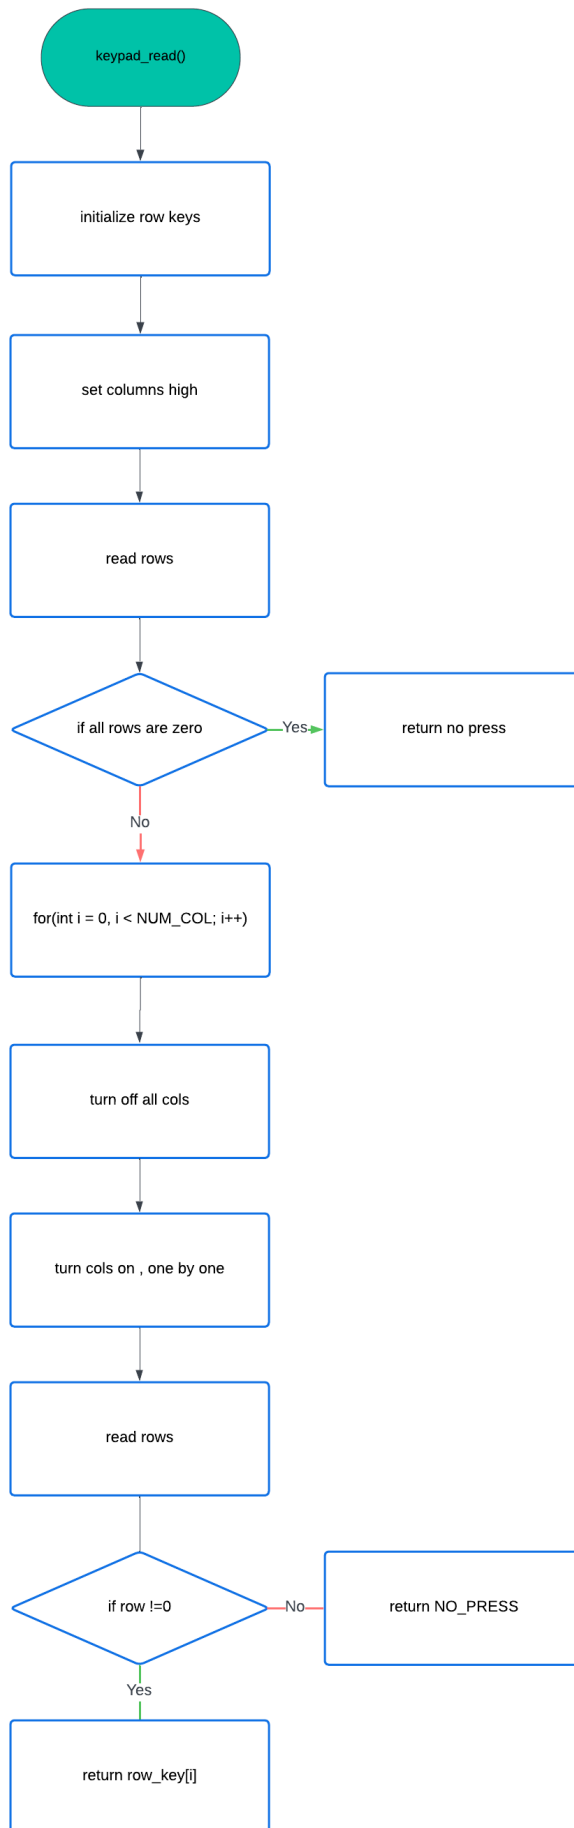 keypad_read()
initialize row keys
set columns high
read rows
if all rows are zero
Yes
return no press
No
for(int i = 0, i < NUM_COL; i++)
turn off all cols
turn cols on , one by one
read rows
if row !=0
No
return NO_PRESS
Yes
return row_key[i]